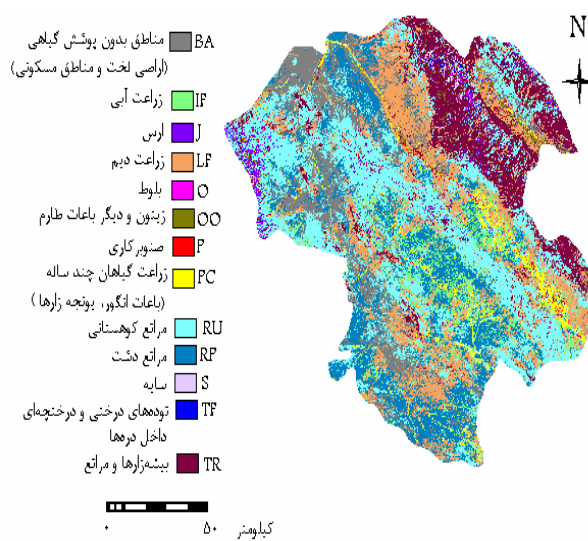 N
مناطق بدون پوشش گیاهی BA
(اراضی لخت و مناطق مسکونی)
زراعت آبی IF
ارس J
زراعت دیم LF
بلوط O
زیتون و دیگر باغات طارم OO
صنوبرکاری P
زراعت گیاهان چند ساله PC
(باغات انگور، یونجه زارها)
مراتع کوهستانی RU
مراتع دشت RP
سایه S
توده‌های درختی و درختچه‌ای TF
داخل دره‌ها
بیشه‌زارها و مراتع TR
۰ ۵۰ کیلومتر